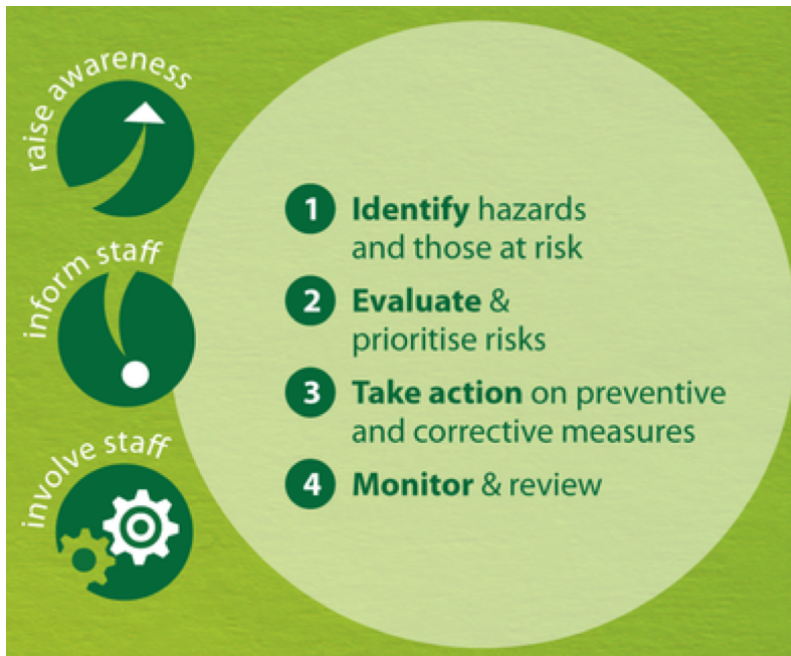 raise awareness
inform staff
involve staff
1 Identify hazards
and those at risk
2 Evaluate &
prioritise risks
3 Take action on preventive
and corrective measures
4 Monitor & review